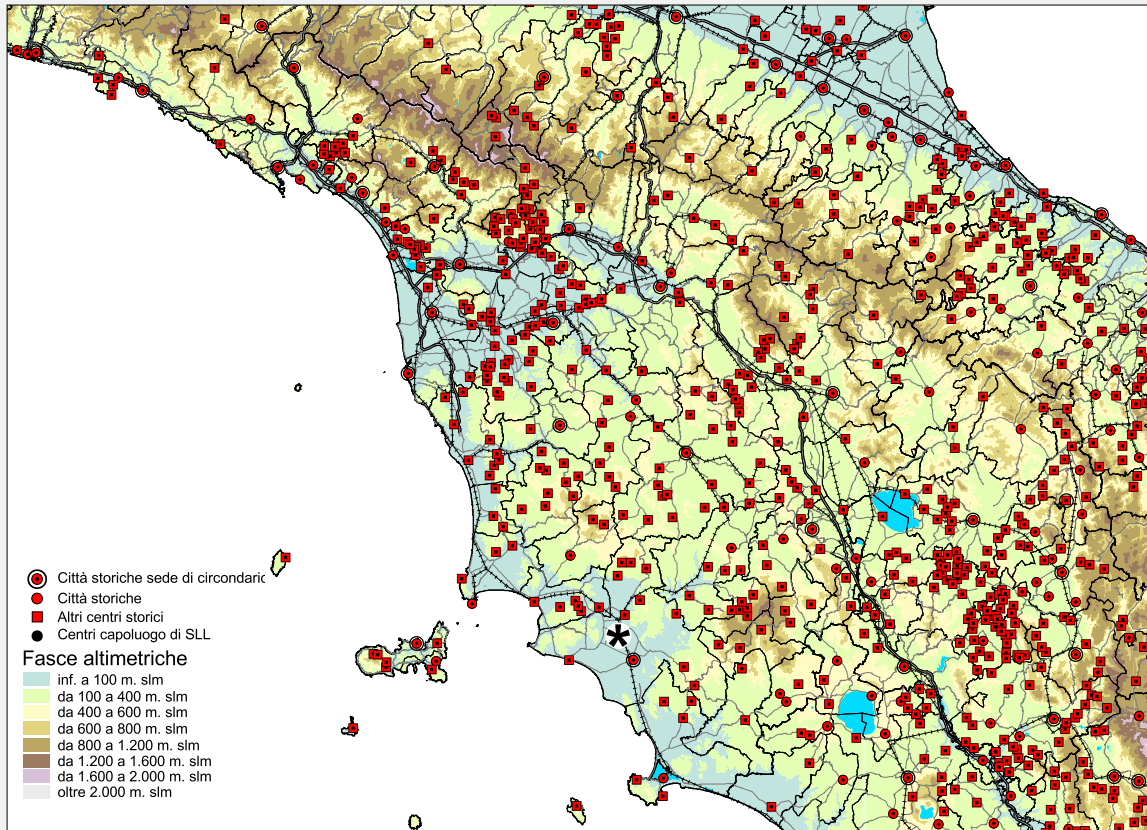 Città storiche sede di circondaric
Città storiche
Altri centri storici
Centri capoluogo di SLL
Fasce altimetriche
inf. a 100 m. slm
da 100 a 400 m. slm
da 400 a 600 m. slm
da 600 a 800 m. slm
da 800 a 1.200 m. slm
da 1.200 a 1.600 m. slm
da 1.600 a 2.000 m. slm
oltre 2.000 m. slm